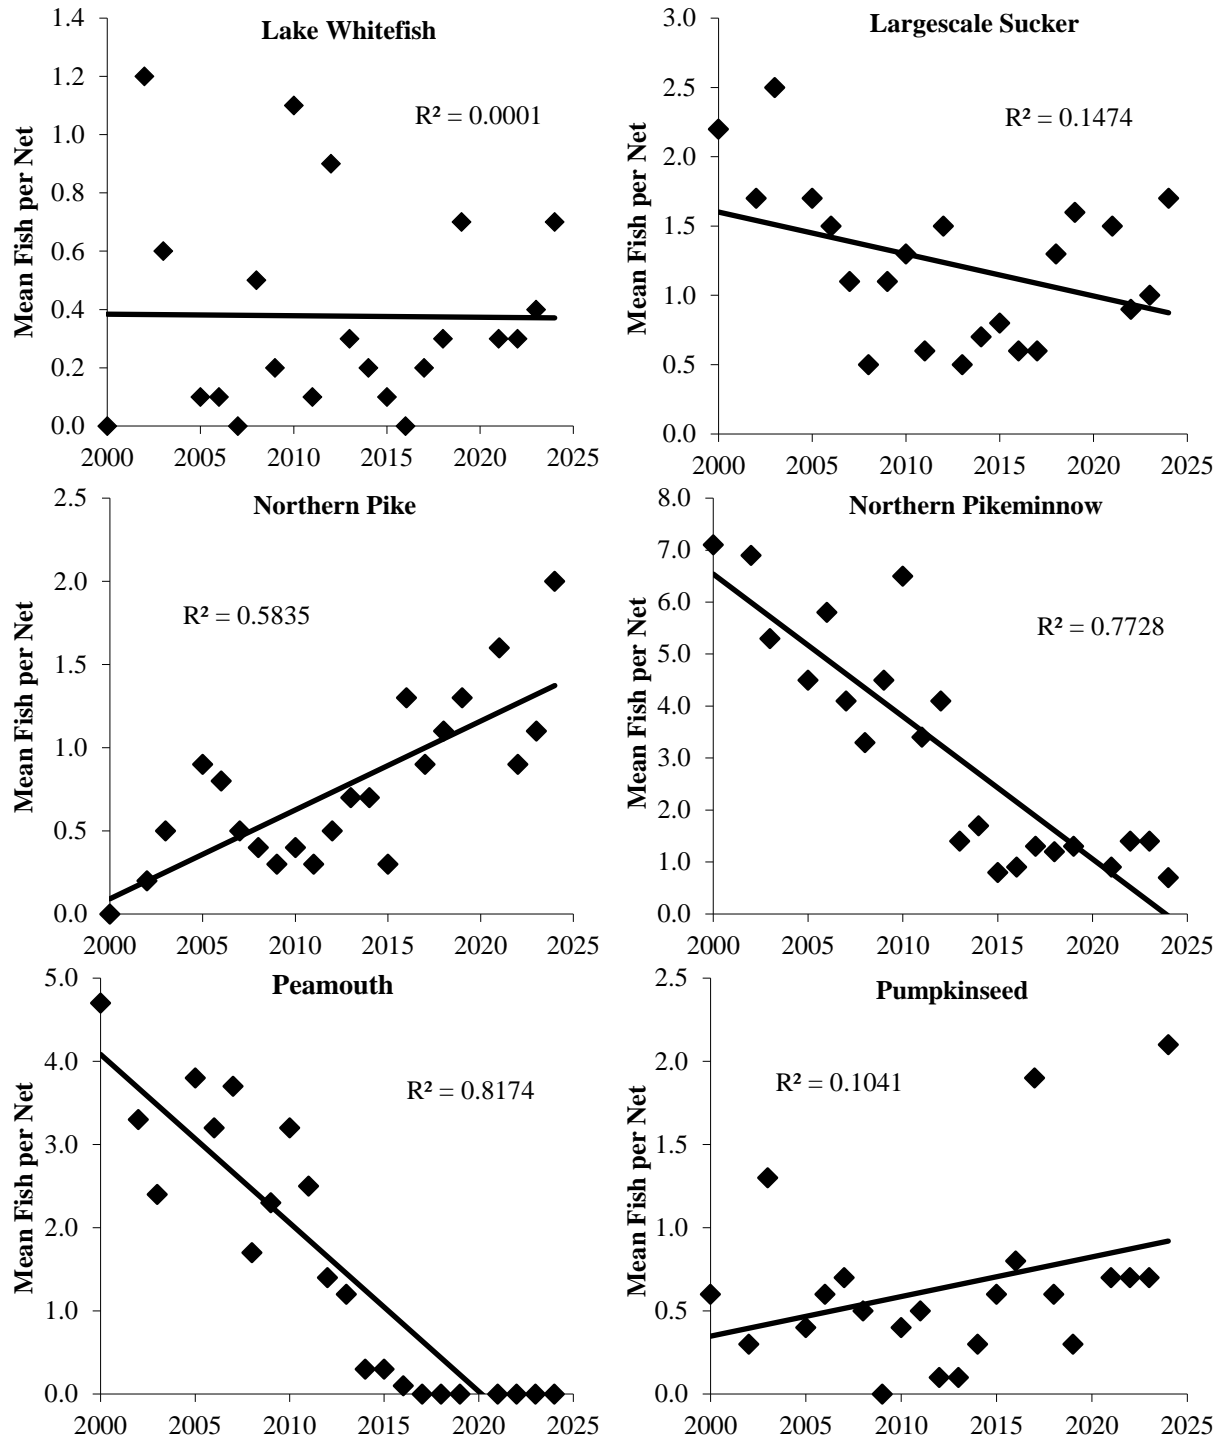 Lake Whitefish
R² = 0.0001
Mean Fish per Net
1.4
1.2
1.0
0.8
0.6
0.4
0.2
0.0
2000 2005 2010 2015 2020 2025
Largescale Sucker
R² = 0.1474
Mean Fish per Net
3.0
2.5
2.0
1.5
1.0
0.5
0.0
2000 2005 2010 2015 2020 2025
Northern Pike
R² = 0.5835
Mean Fish per Net
2.5
2.0
1.5
1.0
0.5
0.0
2000 2005 2010 2015 2020 2025
Northern Pikeminnow
R² = 0.7728
Mean Fish per Net
8.0
7.0
6.0
5.0
4.0
3.0
2.0
1.0
0.0
2000 2005 2010 2015 2020 2025
Peamouth
R² = 0.8174
Mean Fish per Net
5.0
4.0
3.0
2.0
1.0
0.0
2000 2005 2010 2015 2020 2025
Pumpkinseed
R² = 0.1041
Mean Fish per Net
2.5
2.0
1.5
1.0
0.5
0.0
2000 2005 2010 2015 2020 2025